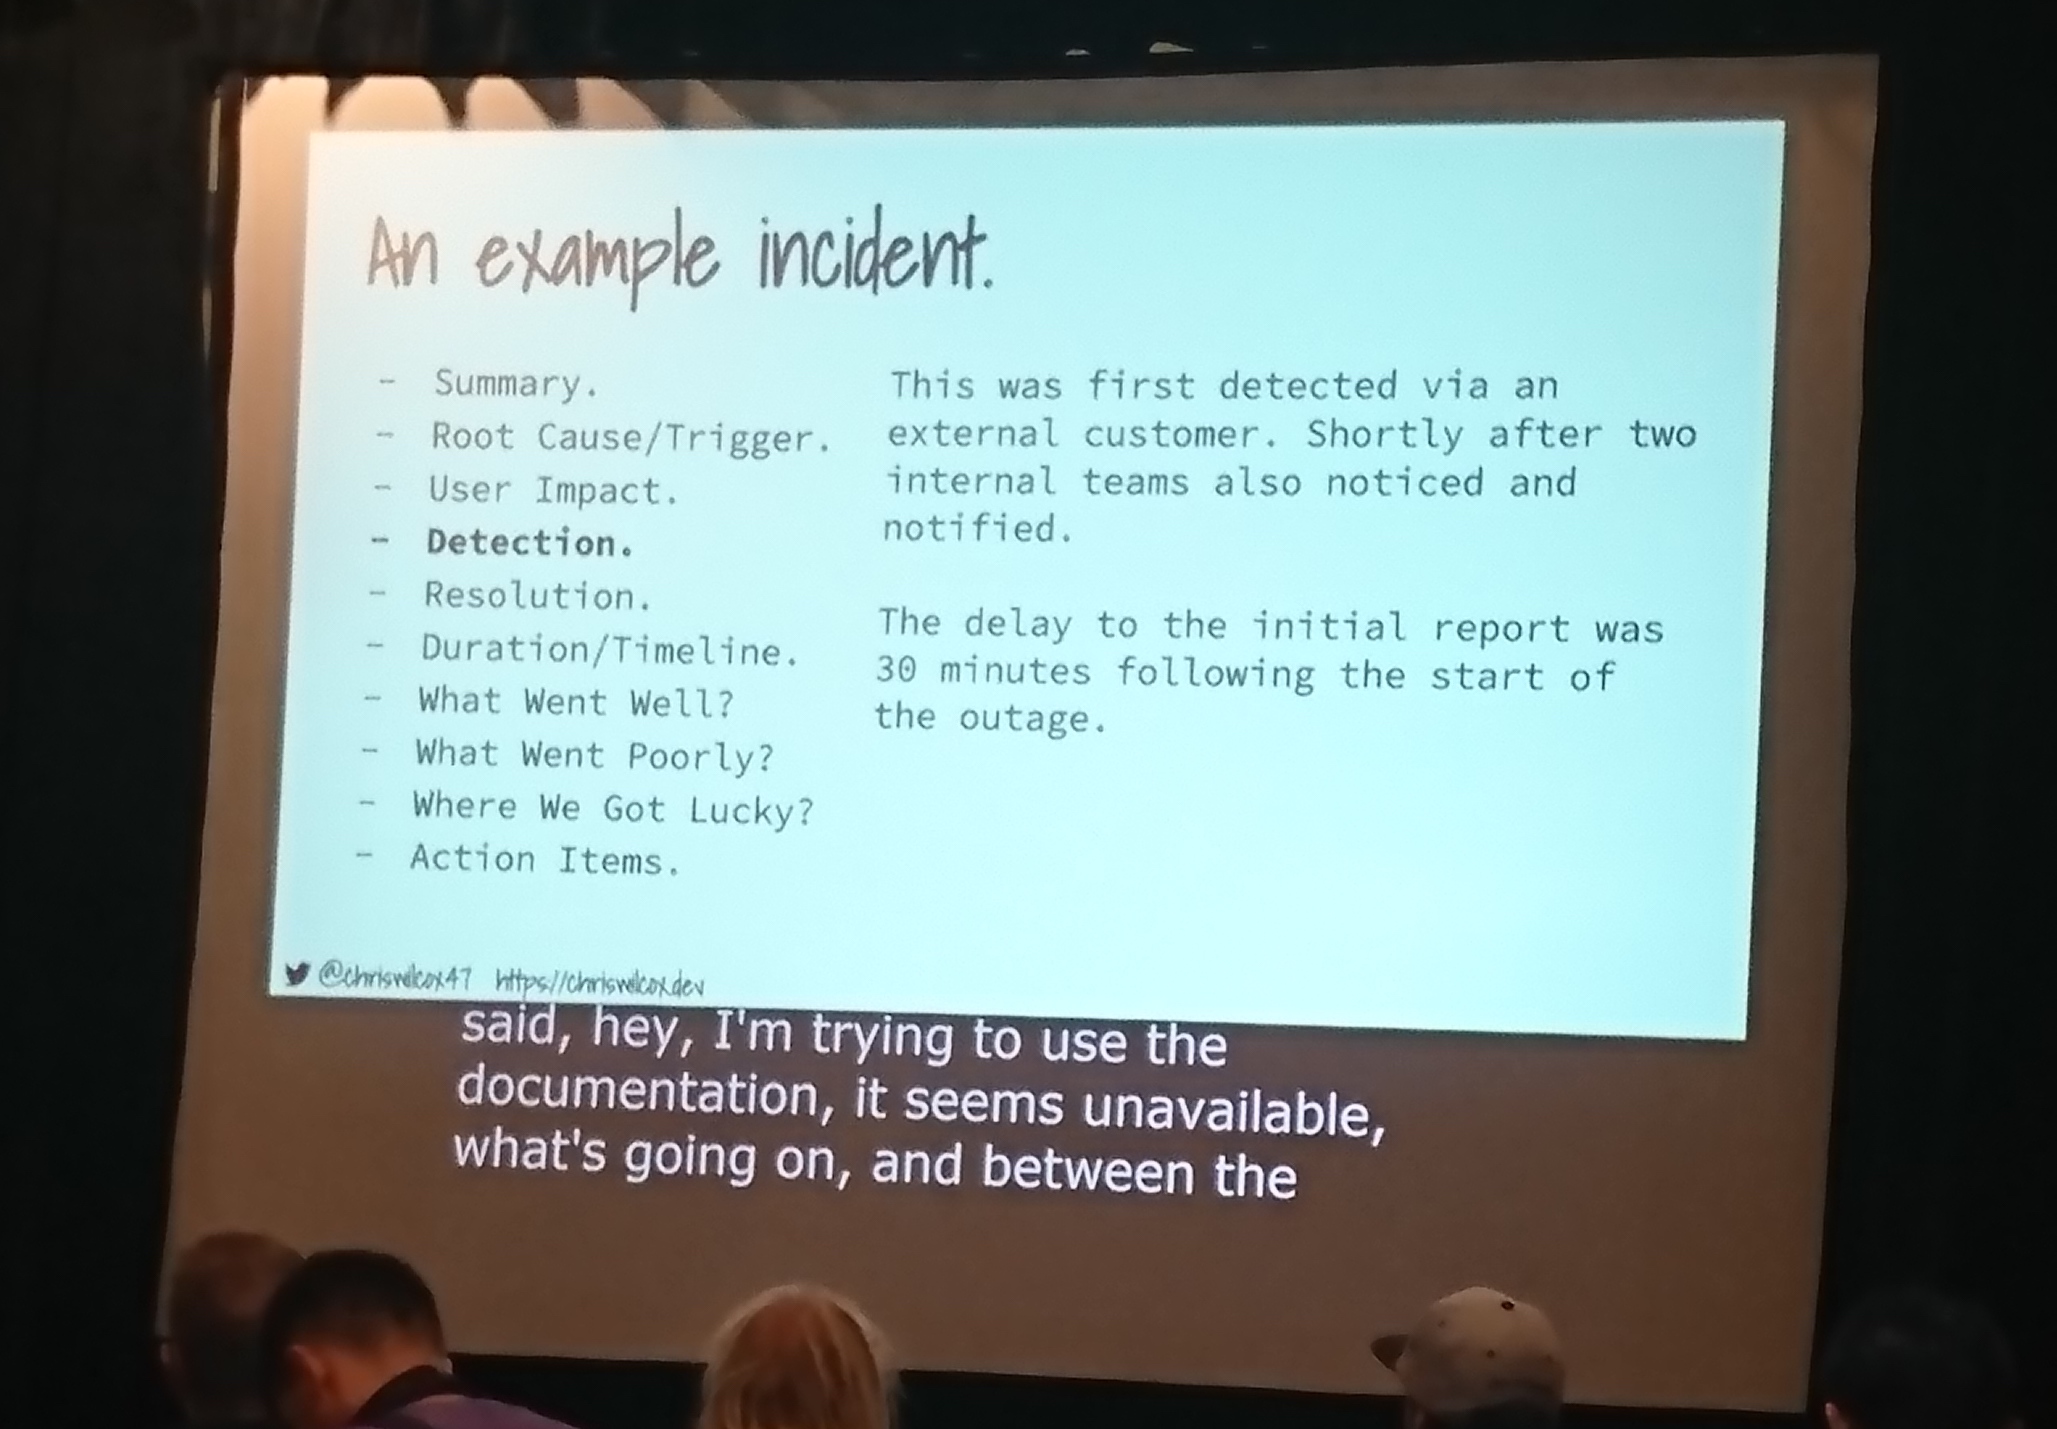 An example incident.
- Summary.
- Root Cause/Trigger.
- User Impact.
- Detection.
- Resolution.
- Duration/Timeline.
- What Went Well?
- What Went Poorly?
- Where We Got Lucky?
- Action Items.
This was first detected via an
external customer. Shortly after two
internal teams also noticed and
notified.
The delay to the initial report was
30 minutes following the start of
the outage.
@chriswilcox47 https://chriswilcox.dev
said, hey, I'm trying to use the
documentation, it seems unavailable,
what's going on, and between the